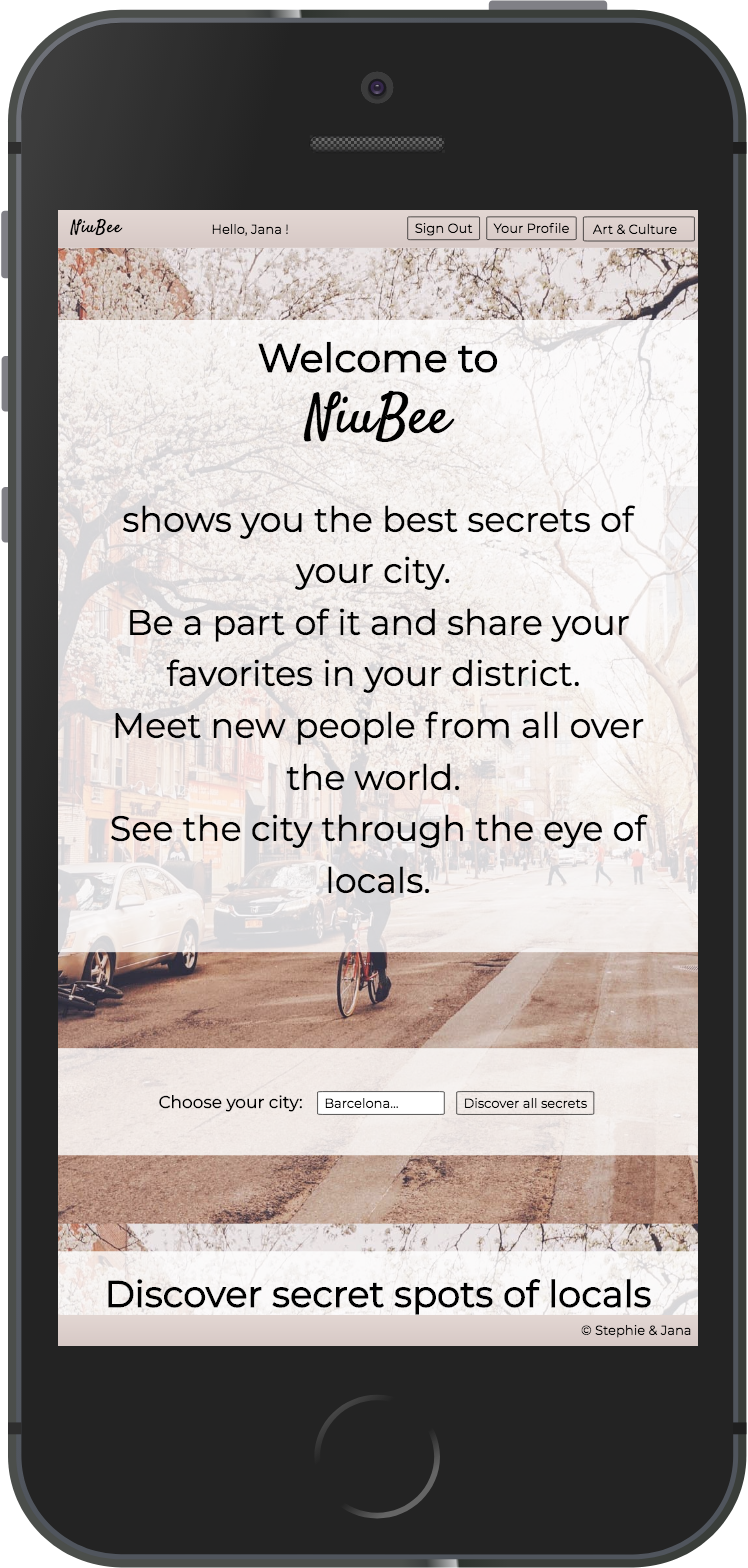 NiuBee Hello, Jana ! Sign Out Your Profile Art & Culture
Welcome to
NiuBee
shows you the best secrets of
your city.
Be a part of it and share your
favorites in your district.
Meet new people from all over
the world.
See the city through the eye of
locals.
Choose your city: Barcelona... Discover all secrets
Discover secret spots of locals
© Stephie & Jana